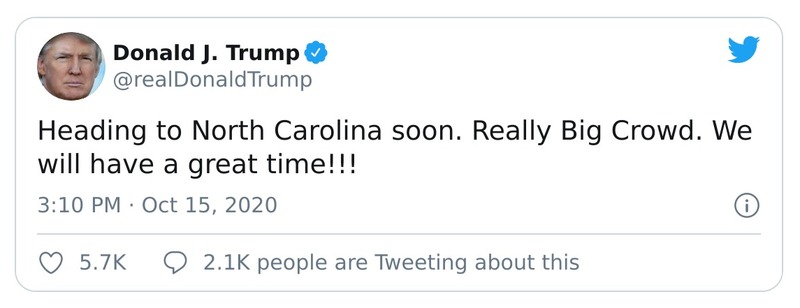 Donald J. Trump
@realDonaldTrump
Heading to North Carolina soon. Really Big Crowd. We
will have a great time!!!
3:10 PM · Oct 15, 2020
5.7K 2.1K people are Tweeting about this